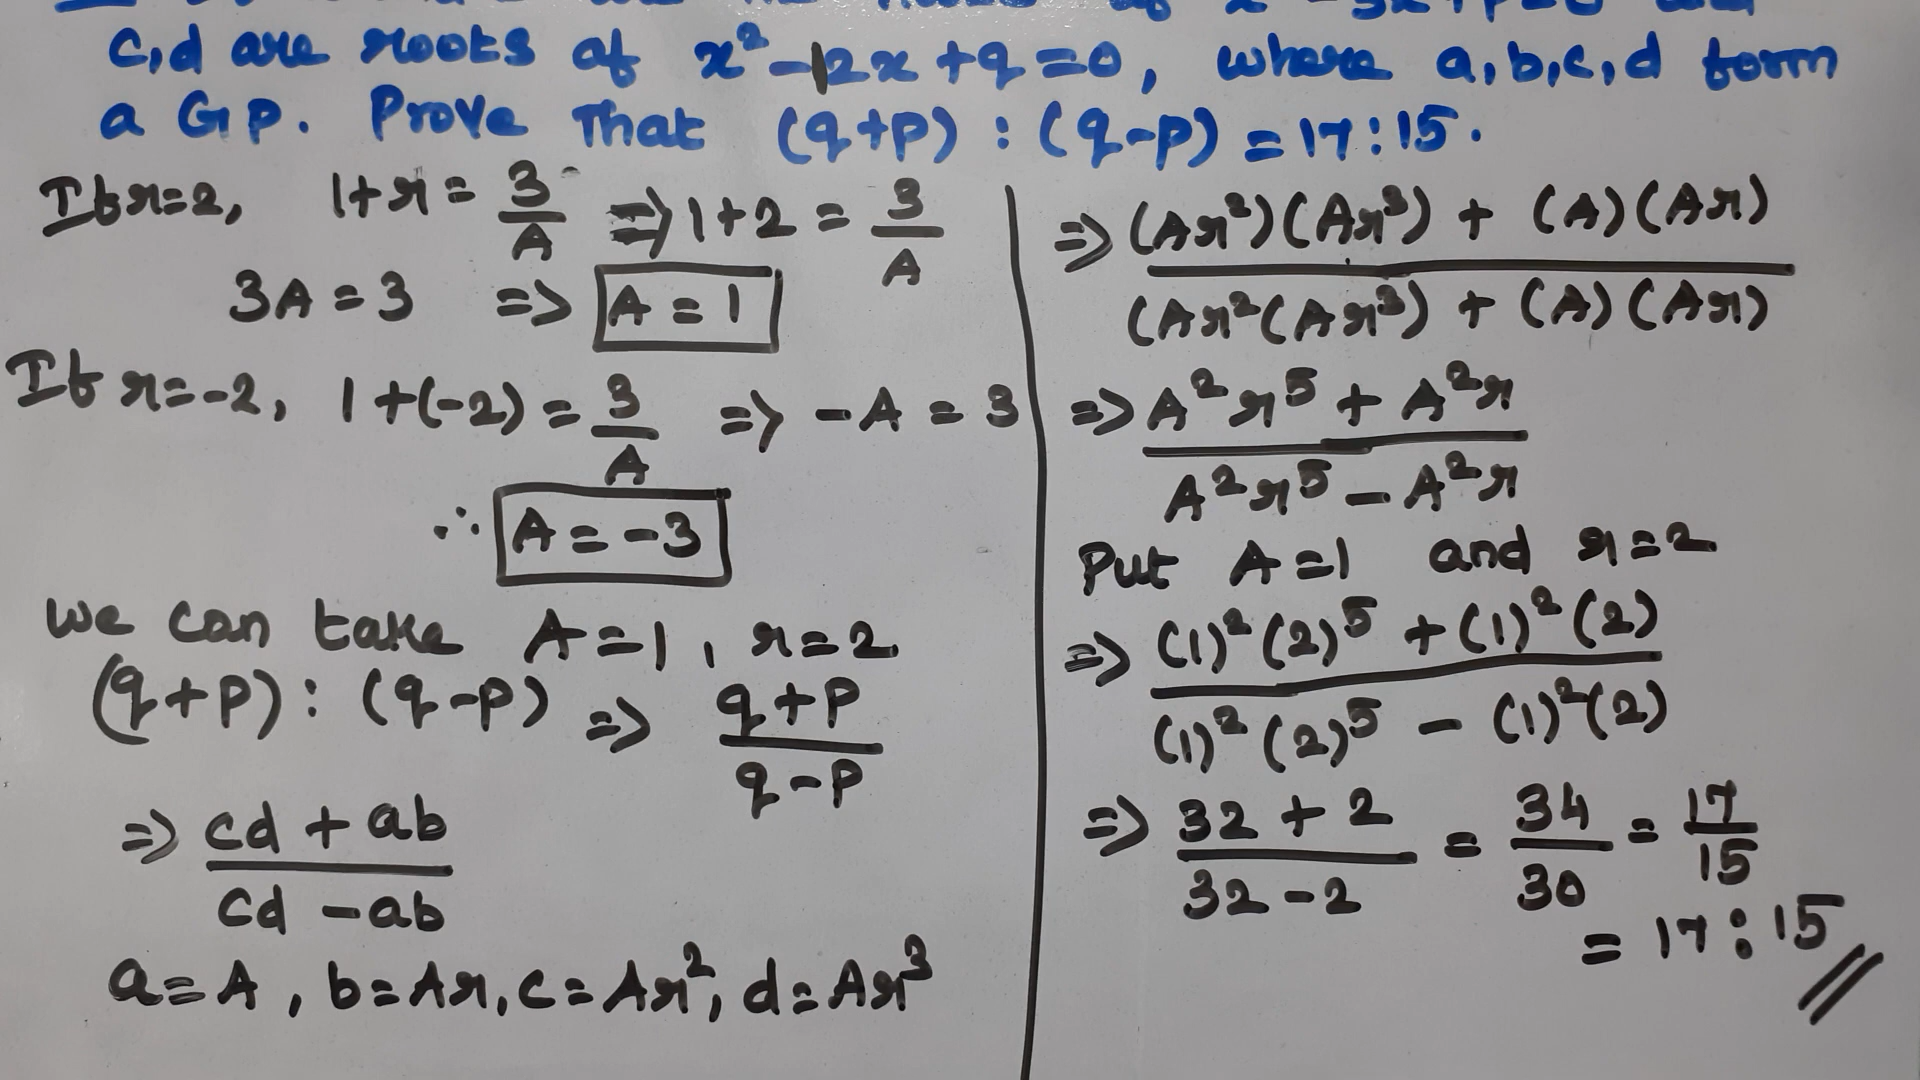 c,d are roots of x²-12x+q=0, where a,b,c,d form
a GP. Prove That (q+p) : (q-p) = 17:15.
If r=2, 1+r = 3/A => 1+2 = 3/A
3A = 3 => A = 1
If r=-2, 1+(-2) = 3/A => -A = 3
∴ A = -3
We can take A=1, r=2
(q+p) : (q-p) => q+p / q-p
=> cd + ab / cd - ab
a=A, b=Ar, c=Ar², d=Ar³
=> (Ar²)(Ar³) + (A)(Ar) / (Ar²(Ar³) + (A)(Ar)
=> A²r⁵ + A²r / A²r⁵ - A²r
Put A=1 and r=2
=> (1)²(2)⁵ + (1)²(2) / (1)²(2)⁵ - (1)²(2)
=> 32 + 2 / 32 - 2 = 34/30 = 17/15
= 17:15